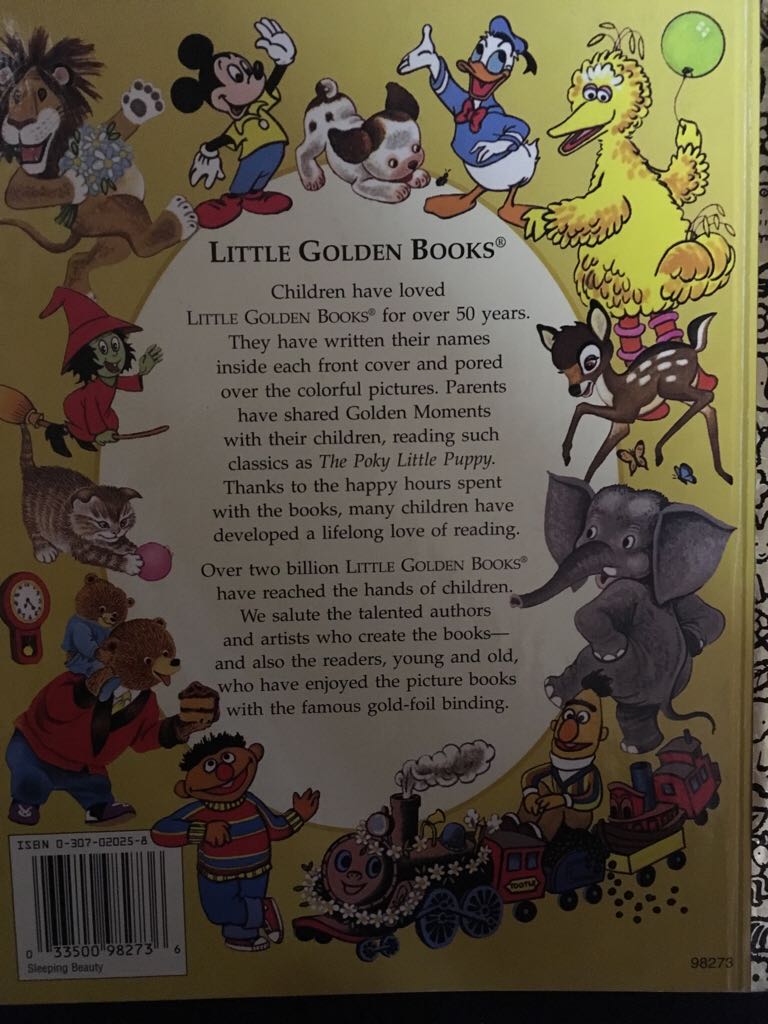 LITTLE GOLDEN BOOKS®
Children have loved
LITTLE GOLDEN BOOKS® for over 50 years.
They have written their names
inside each front cover and pored
over the colorful pictures. Parents
have shared Golden Moments
with their children, reading such
classics as The Poky Little Puppy.
Thanks to the happy hours spent
with the books, many children have
developed a lifelong love of reading.
Over two billion LITTLE GOLDEN BOOKS®
have reached the hands of children.
We salute the talented authors
and artists who create the books—
and also the readers, young and old,
who have enjoyed the picture books
with the famous gold-foil binding.
TOOTLE
ISBN 0-307-02025-8
0 33500 98273 6
Sleeping Beauty
98273